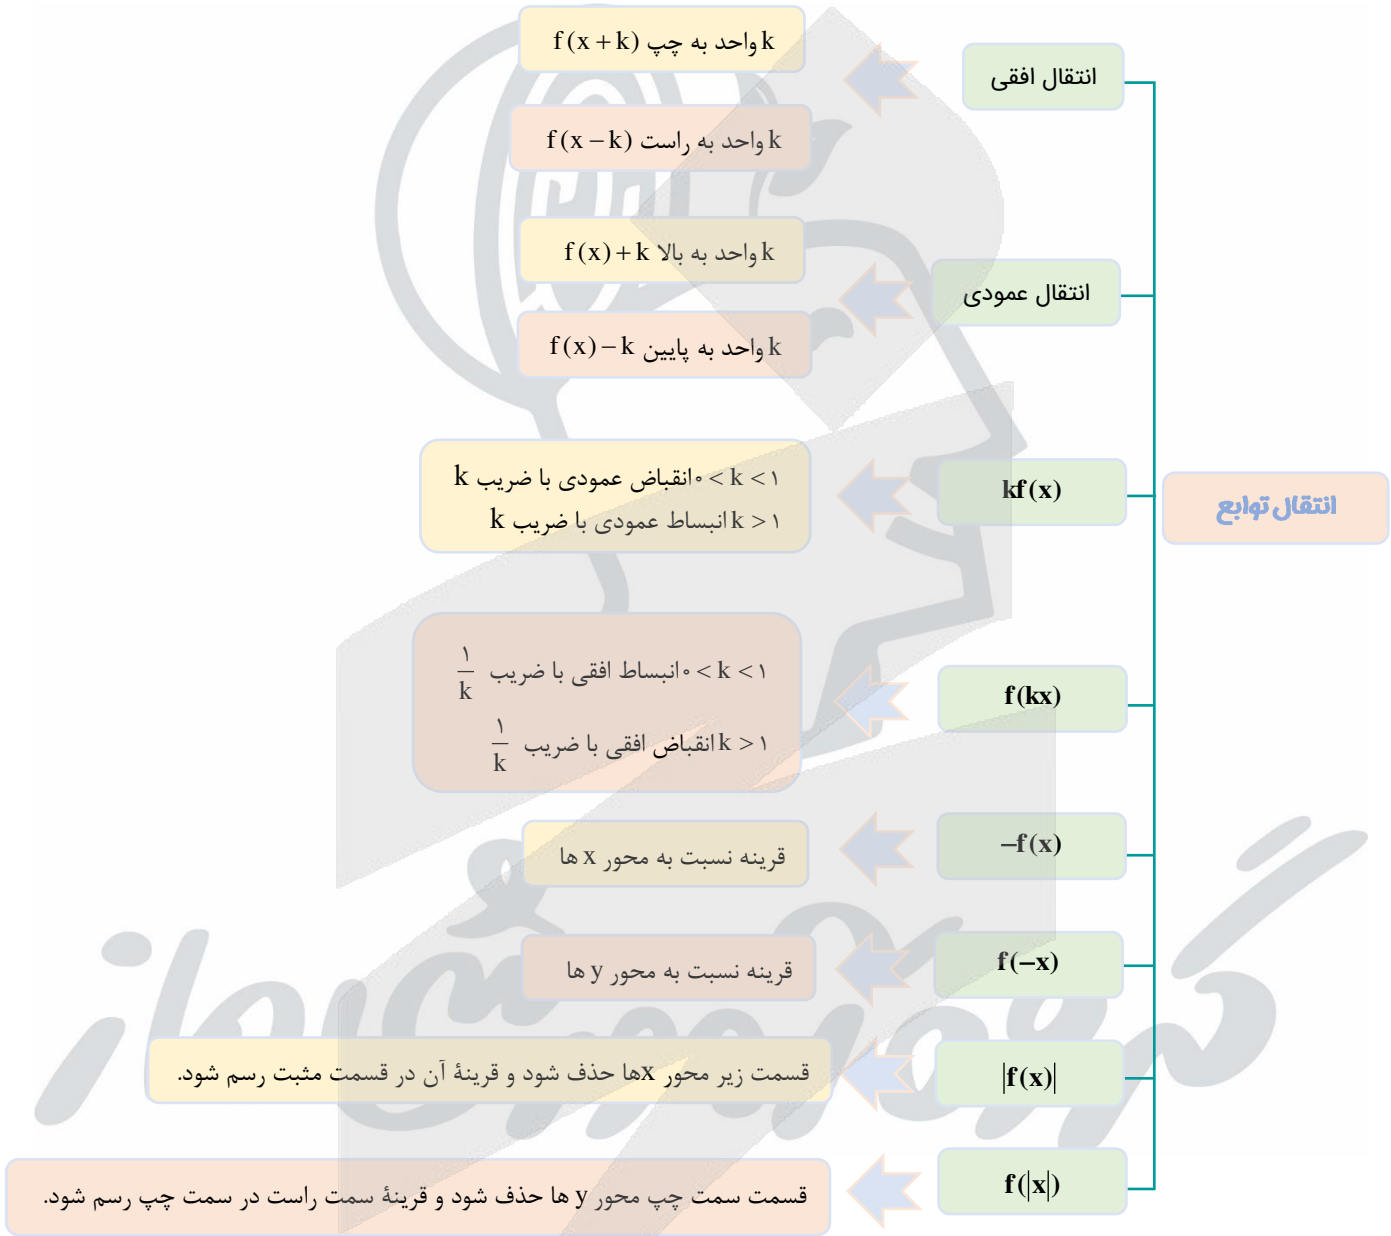 انتقال توابع
انتقال افقی
k واحد به چپ f(x+k)
k واحد به راست f(x−k)
انتقال عمودی
k واحد به بالا f(x)+k
k واحد به پایین f(x)−k
kf(x)
۰<k<۱ انقباض عمودی با ضریب k
k>۱ انبساط عمودی با ضریب k
f(kx)
۰<k<۱ انبساط افقی با ضریب ۱/k
k>۱ انقباض افقی با ضریب ۱/k
−f(x)
قرینه نسبت به محور x ها
f(−x)
قرینه نسبت به محور y ها
|f(x)|
قسمت زیر محور xها حذف شود و قرینهٔ آن در قسمت مثبت رسم شود.
f(|x|)
قسمت سمت چپ محور y ها حذف شود و قرینهٔ سمت راست در سمت چپ رسم شود.
گروه آموزشی ماز